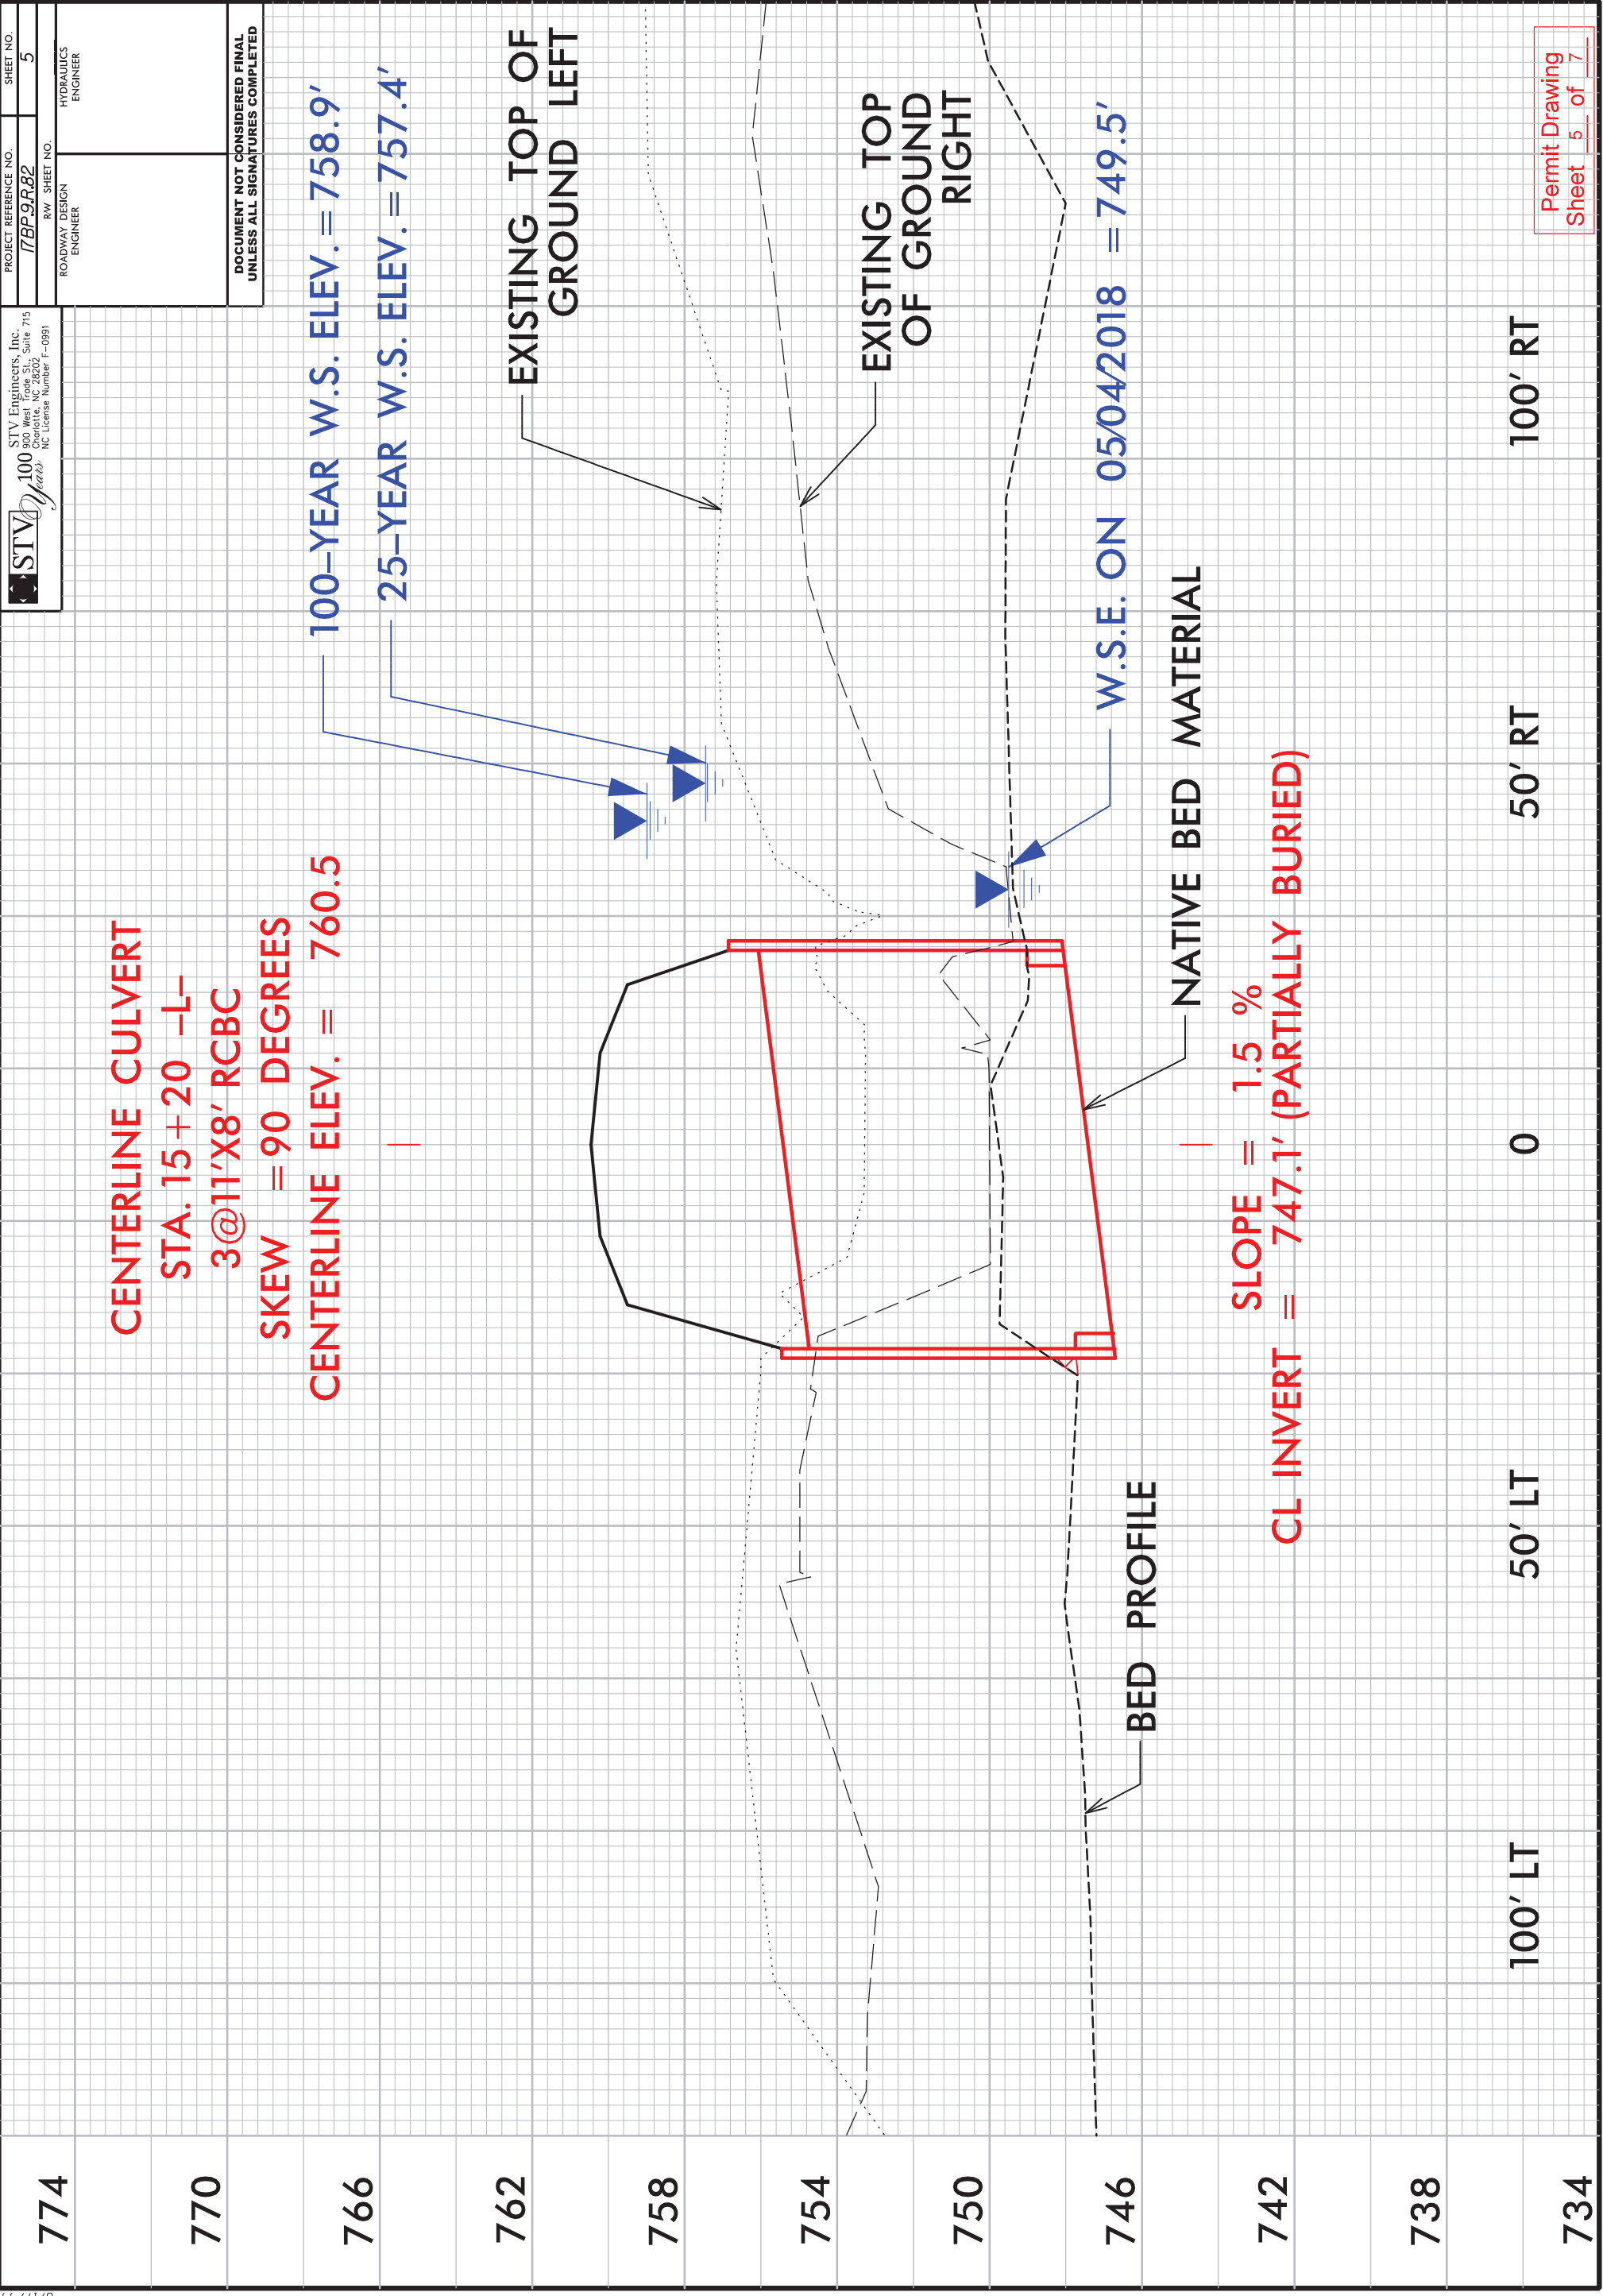 PROJECT REFERENCE NO. SHEET NO.
17BP.9.R.82 5
RW SHEET NO.
ROADWAY DESIGN
ENGINEER
HYDRAULICS
ENGINEER
DOCUMENT NOT CONSIDERED FINAL
UNLESS ALL SIGNATURES COMPLETED
STV 100
Years
STV Engineers, Inc.
900 West Trade St., Suite 715
Charlotte, NC 28202
NC License Number F-0991
CENTERLINE CULVERT
STA. 15+20 -L-
3@11'X8' RCBC
SKEW = 90 DEGREES
CENTERLINE ELEV. = 760.5
100-YEAR W.S. ELEV. = 758.9'
25-YEAR W.S. ELEV. = 757.4'
EXISTING TOP OF
GROUND LEFT
EXISTING TOP
OF GROUND
RIGHT
W.S.E. ON 05/04/2018 = 749.5'
NATIVE BED MATERIAL
BED PROFILE
SLOPE = 1.5 %
CL INVERT = 747.1' (PARTIALLY BURIED)
774
770
766
762
758
754
750
746
742
738
734
100' LT
50' LT
0
50' RT
100' RT
Permit Drawing
Sheet 5 of 7